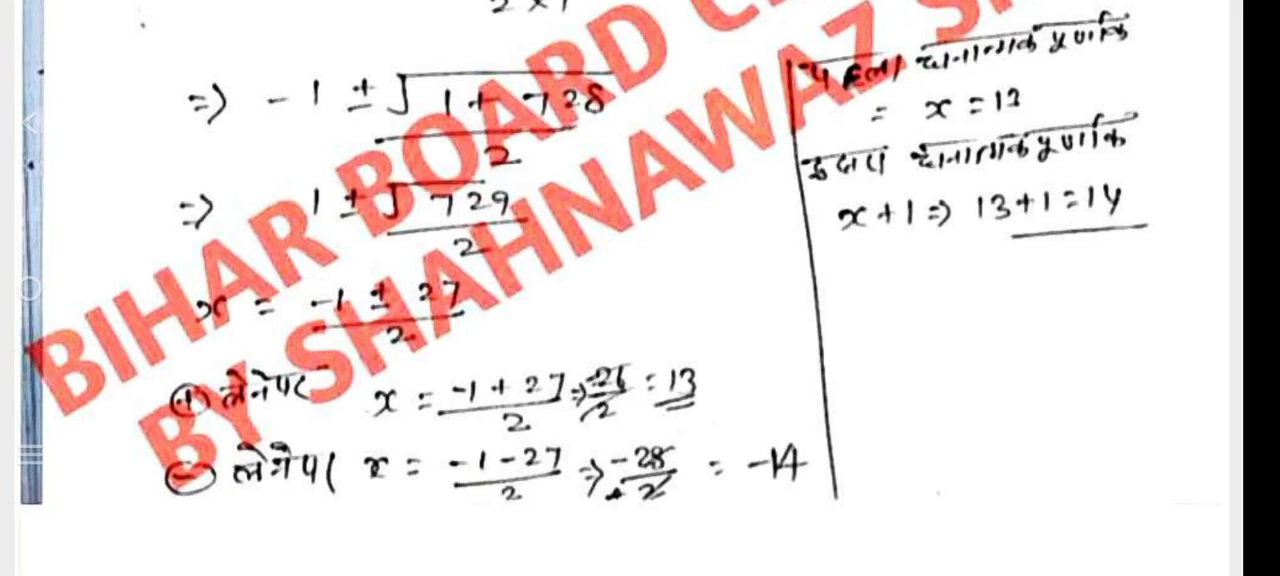 2 × 1
=> - 1 ± √1 + 728 / 2
=> 1 ± √729 / 2
x = -1 ± 27 / 2
(+) लेनेपर x = -1 + 27 / 2 => 26 / 2 = 13
(-) लेनेपर x = -1 - 27 / 2 => -28 / 2 = -14
पहला धनात्मक पूर्णांक
= x = 13
धनात्मक पूर्णांक
x + 1 => 13 + 1 = 14
BIHAR BOARD
BY SHAHNAWAZ